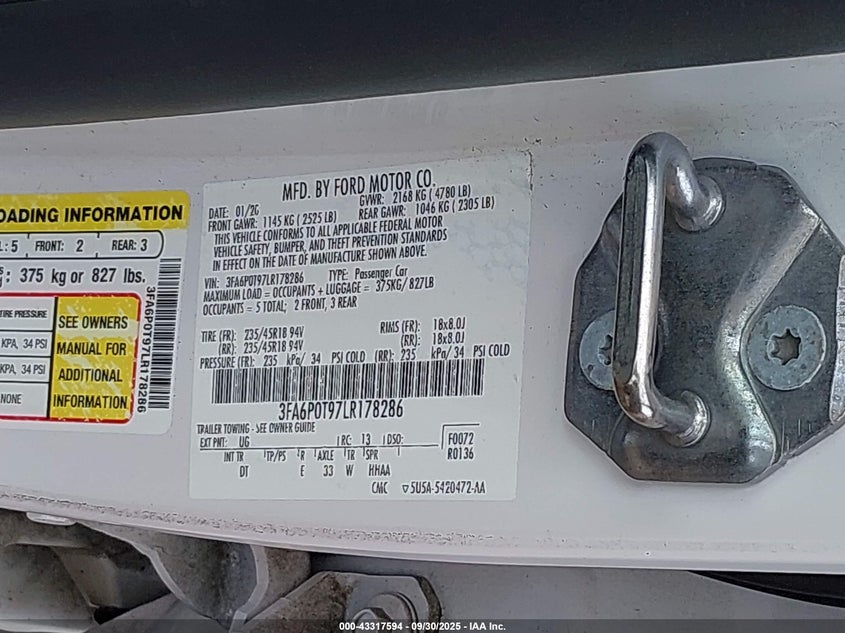 OADING INFORMATION
L: 5 FRONT: 2 REAR: 3
: 375 kg or 827 lbs.
TIRE PRESSURE
KPA, 34 PSI
KPA, 34 PSI
NONE
SEE OWNERS
MANUAL FOR
ADDITIONAL
INFORMATION
3FA6P0T97LR178286
MFD. BY FORD MOTOR CO.
DATE: 01/20 GVWR: 2168 KG ( 4780 LB)
FRONT GAWR: 1145 KG ( 2525 LB) REAR GAWR: 1046 KG ( 2305 LB)
THIS VEHICLE CONFORMS TO ALL APPLICABLE FEDERAL MOTOR
VEHICLE SAFETY, BUMPER, AND THEFT PREVENTION STANDARDS
IN EFFECT ON THE DATE OF MANUFACTURE SHOWN ABOVE.
VIN: 3FA6P0T97LR178286 TYPE: Passenger Car
MAXIMUM LOAD = OCCUPANTS + LUGGAGE = 375KG/827LB
OCCUPANTS = 5 TOTAL; 2 FRONT, 3 REAR
TIRE (FR): 235/45R18 94V RIMS (FR): 18x8.0J
(RR): 235/45R18 94V (RR): 18x8.0J
PRESSURE (FR): 235 kPa/ 34 PSI COLD (RR): 235 kPa/ 34 PSI COLD
3FA6P0T97LR178286
TRAILER TOWING - SEE OWNER GUIDE
EXT PNT: UG RC: 13 DSO: F0072
INT TR TP/PS R AXLE TR SPR R0136
DT E 33 W HHAA
CMC ▽5U5A-5420472-AA
000-43317594 - 09/30/2025 - IAA Inc.